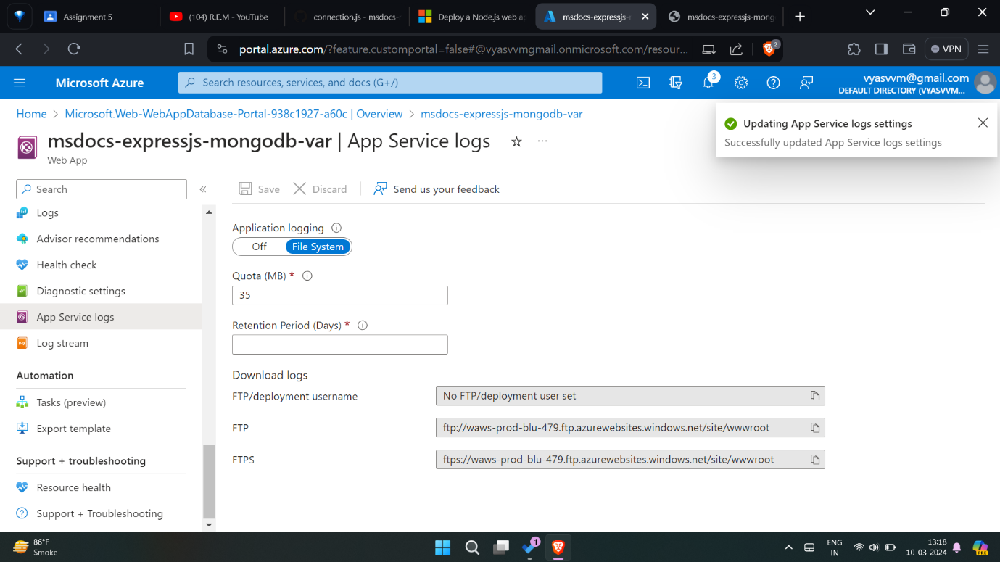 Assignment 5
(104) R.E.M - YouTube
connection.js - msdocs-
Deploy a Node.js web ap
msdocs-expressjs-
msdocs-expressjs-mong
portal.azure.com/?feature.customportal=false#@vyasvvmgmail.onmicrosoft.com/resour...
2
VPN
Microsoft Azure
Search resources, services, and docs (G+/)
3
vyasvvm@gmail.com
DEFAULT DIRECTORY (VYASVVM...
Home > Microsoft.Web-WebAppDatabase-Portal-938c1927-a60c | Overview > msdocs-expressjs-mongodb-var
msdocs-expressjs-mongodb-var | App Service logs
Web App
Updating App Service logs settings
Successfully updated App Service logs settings
Search
Save
Discard
Send us your feedback
Logs
Advisor recommendations
Health check
Diagnostic settings
App Service logs
Log stream
Automation
Tasks (preview)
Export template
Support + troubleshooting
Resource health
Support + Troubleshooting
Application logging
Off
File System
Quota (MB) *
35
Retention Period (Days) *
Download logs
FTP/deployment username
No FTP/deployment user set
FTP
ftp://waws-prod-blu-479.ftp.azurewebsites.windows.net/site/wwwroot
FTPS
ftps://waws-prod-blu-479.ftp.azurewebsites.windows.net/site/wwwroot
86°F
Smoke
1
ENG
IN
13:18
10-03-2024
PRE